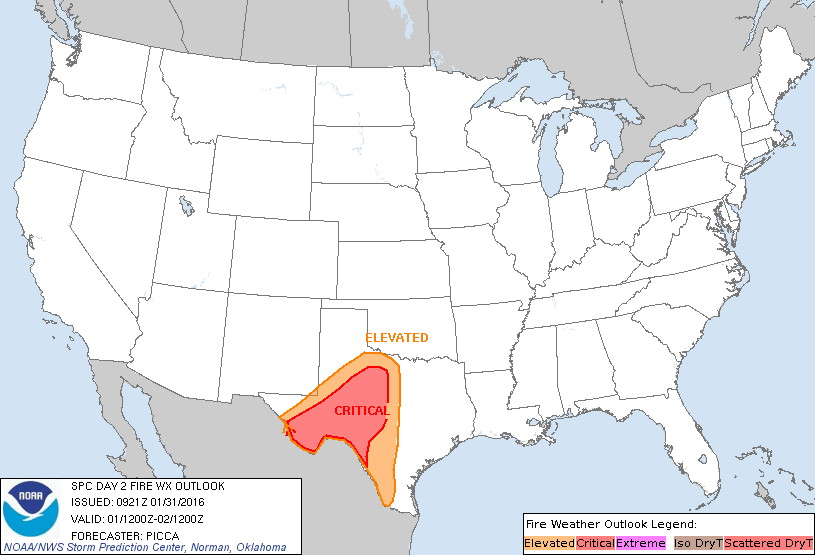 ELEVATED
CRITICAL
NOAA
SPC DAY 2 FIRE WX OUTLOOK
ISSUED: 0921Z 01/31/2016
VALID: 01/1200Z-02/1200Z
FORECASTER: PICCA
NOAA/NWS Storm Prediction Center, Norman, Oklahoma
Fire Weather Outlook Legend:
Elevated Critical Extreme Iso DryT Scattered DryT